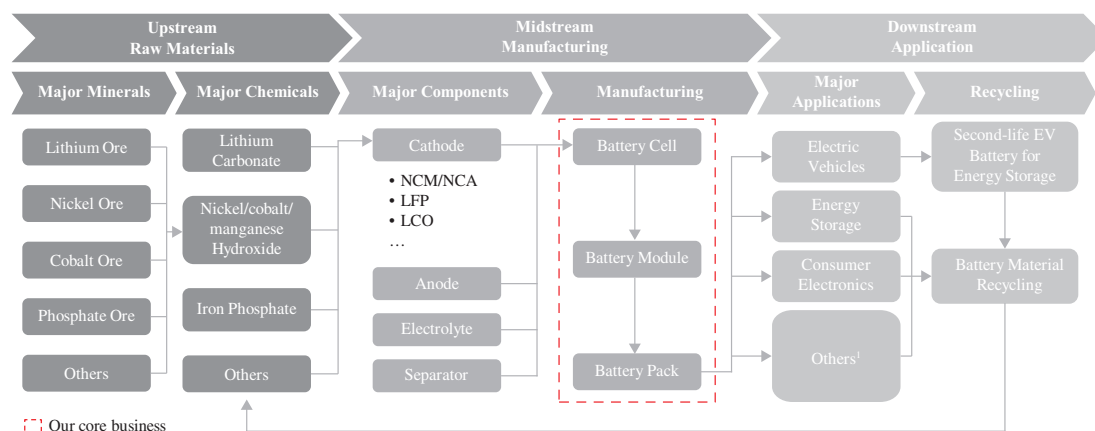 Upstream
Raw Materials
Midstream
Manufacturing
Downstream
Application
Major Minerals
Major Chemicals
Major Components
Manufacturing
Major
Applications
Recycling
Lithium Ore
Nickel Ore
Cobalt Ore
Phosphate Ore
Others
Lithium
Carbonate
Nickel/cobalt/
manganese
Hydroxide
Iron Phosphate
Others
Cathode
• NCM/NCA
• LFP
• LCO
…
Anode
Electrolyte
Separator
Battery Cell
Battery Module
Battery Pack
Electric
Vehicles
Energy
Storage
Consumer
Electronics
Others¹
Second-life EV
Battery for
Energy Storage
Battery Material
Recycling
Our core business